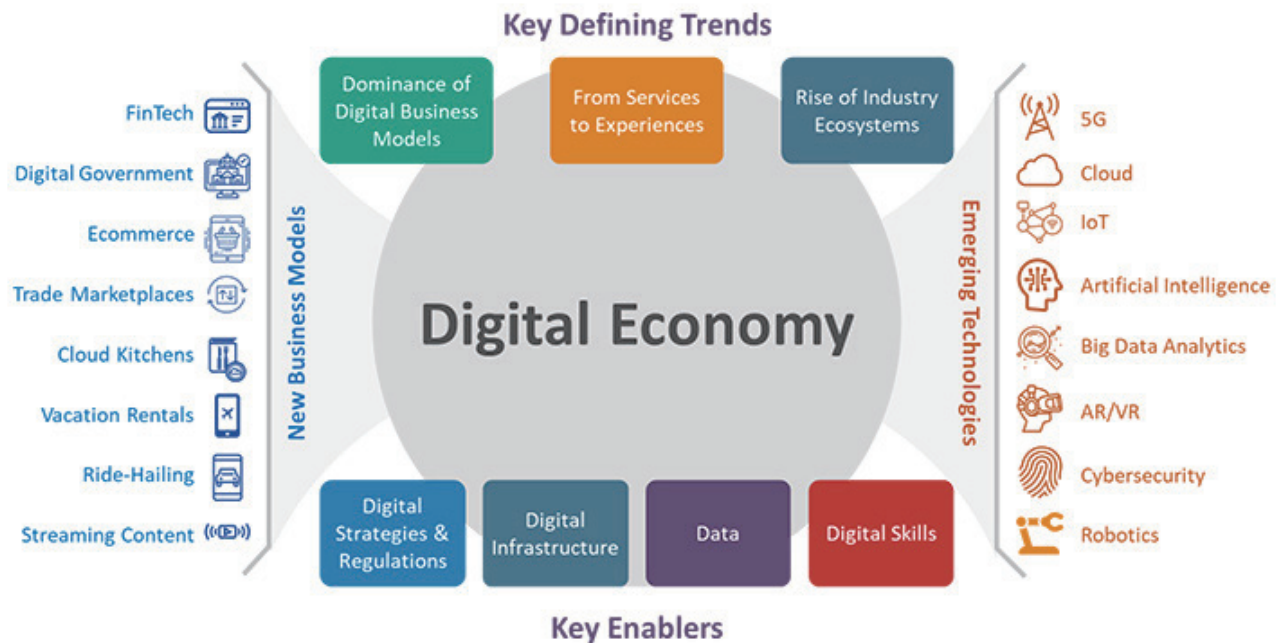 Key Defining Trends
Dominance of
Digital Business
Models
From Services
to Experiences
Rise of Industry
Ecosystems
FinTech
Digital Government
Ecommerce
Trade Marketplaces
Cloud Kitchens
Vacation Rentals
Ride-Hailing
Streaming Content
New Business Models
Digital Economy
Emerging Technologies
5G
Cloud
IoT
Artificial Intelligence
Big Data Analytics
AR/VR
Cybersecurity
Robotics
Digital
Strategies &
Regulations
Digital
Infrastructure
Data
Digital Skills
Key Enablers